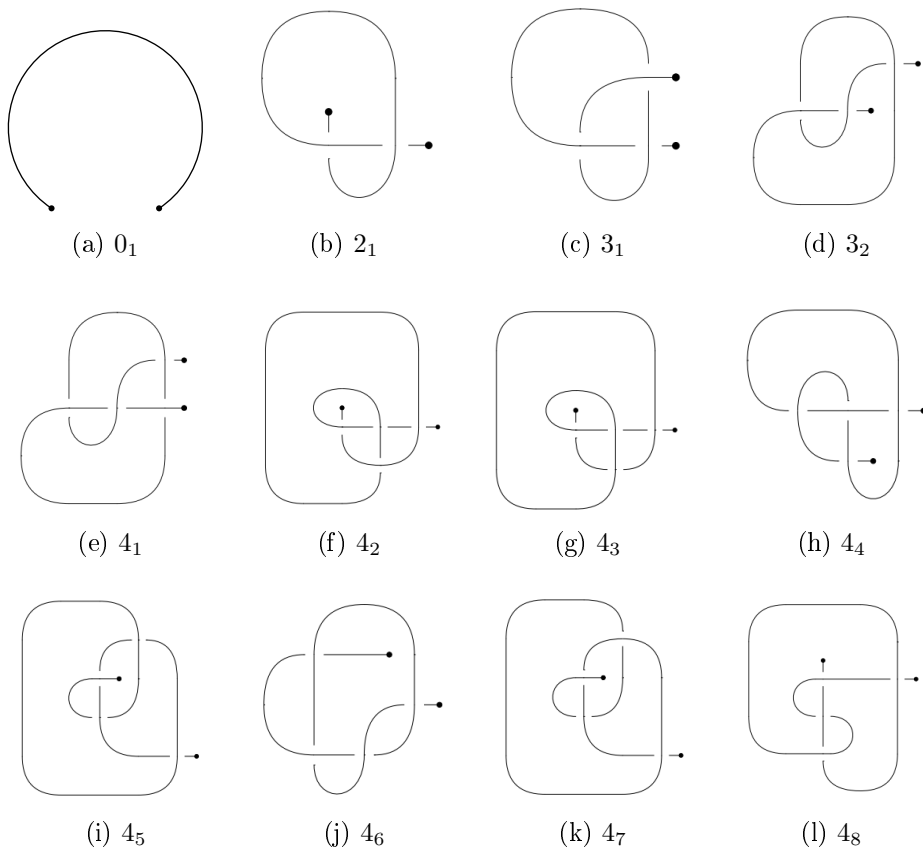 (a) 0₁ (b) 2₁ (c) 3₁ (d) 3₂
(e) 4₁ (f) 4₂ (g) 4₃ (h) 4₄
(i) 4₅ (j) 4₆ (k) 4₇ (l) 4₈